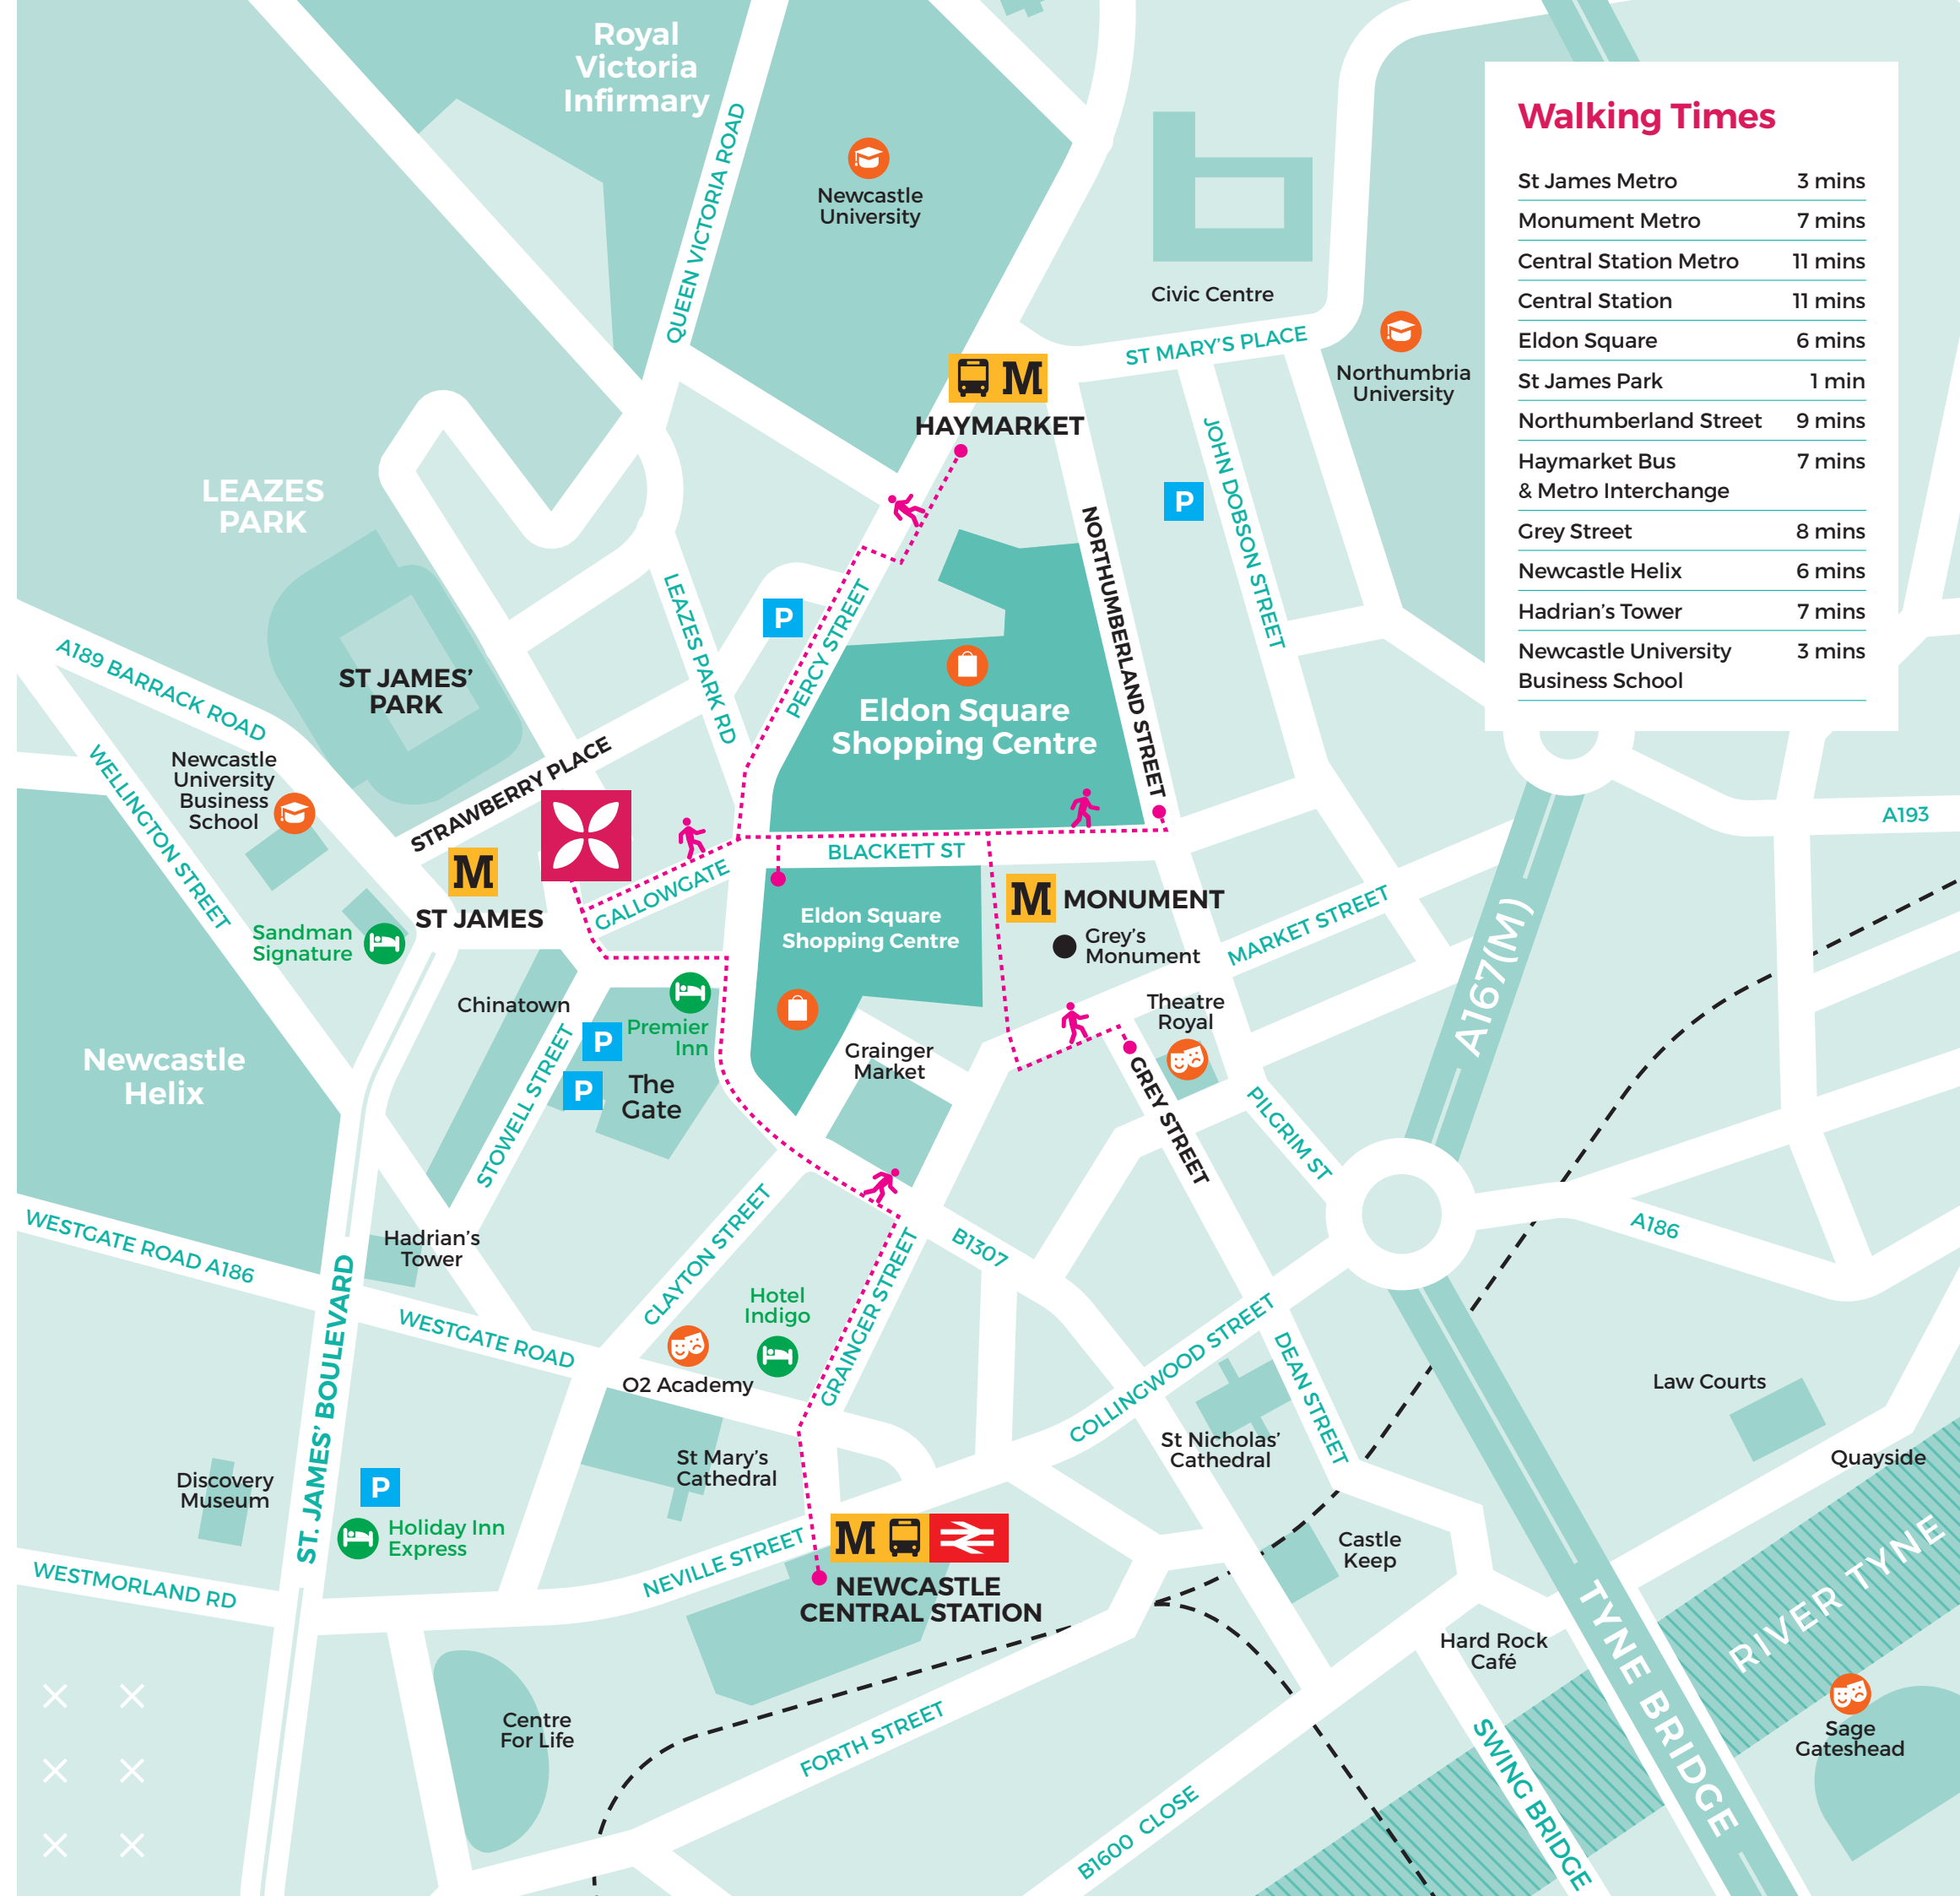 Royal
Victoria
Infirmary
QUEEN VICTORIA ROAD
Newcastle
University
Civic Centre
ST MARY'S PLACE
Northumbria
University
M
HAYMARKET
JOHN DOBSON STREET
P
NORTHUMBERLAND STREET
LEAZES
PARK
LEAZES PARK RD
P
PERCY STREET
A189 BARRACK ROAD
ST JAMES'
PARK
Eldon Square
Shopping Centre
WELLINGTON STREET
Newcastle
University
Business
School
STRAWBERRY PLACE
M
ST JAMES
GALLOWGATE
BLACKETT ST
Eldon Square
Shopping Centre
M
MONUMENT
Grey's
Monument
MARKET STREET
A167(M)
A193
Sandman
Signature
Chinatown
P
Premier
Inn
P
The
Gate
STOWELL STREET
Grainger
Market
Theatre
Royal
GREY STREET
PILGRIM ST
Newcastle
Helix
WESTGATE ROAD A186
Hadrian's
Tower
CLAYTON STREET
B1307
A186
ST. JAMES' BOULEVARD
WESTGATE ROAD
Hotel
Indigo
O2 Academy
GRAINGER STREET
COLLINGWOOD STREET
DEAN STREET
Law Courts
St Mary's
Cathedral
St Nicholas'
Cathedral
Quayside
Discovery
Museum
P
Holiday Inn
Express
M
NEWCASTLE
CENTRAL STATION
NEVILLE STREET
WESTMORLAND RD
Castle
Keep
TYNE BRIDGE
RIVER TYNE
Hard Rock
Café
Sage
Gateshead
SWING BRIDGE
Centre
For Life
FORTH STREET
B1600 CLOSE
Walking Times
St James Metro 3 mins
Monument Metro 7 mins
Central Station Metro 11 mins
Central Station 11 mins
Eldon Square 6 mins
St James Park 1 min
Northumberland Street 9 mins
Haymarket Bus 7 mins
& Metro Interchange
Grey Street 8 mins
Newcastle Helix 6 mins
Hadrian's Tower 7 mins
Newcastle University 3 mins
Business School